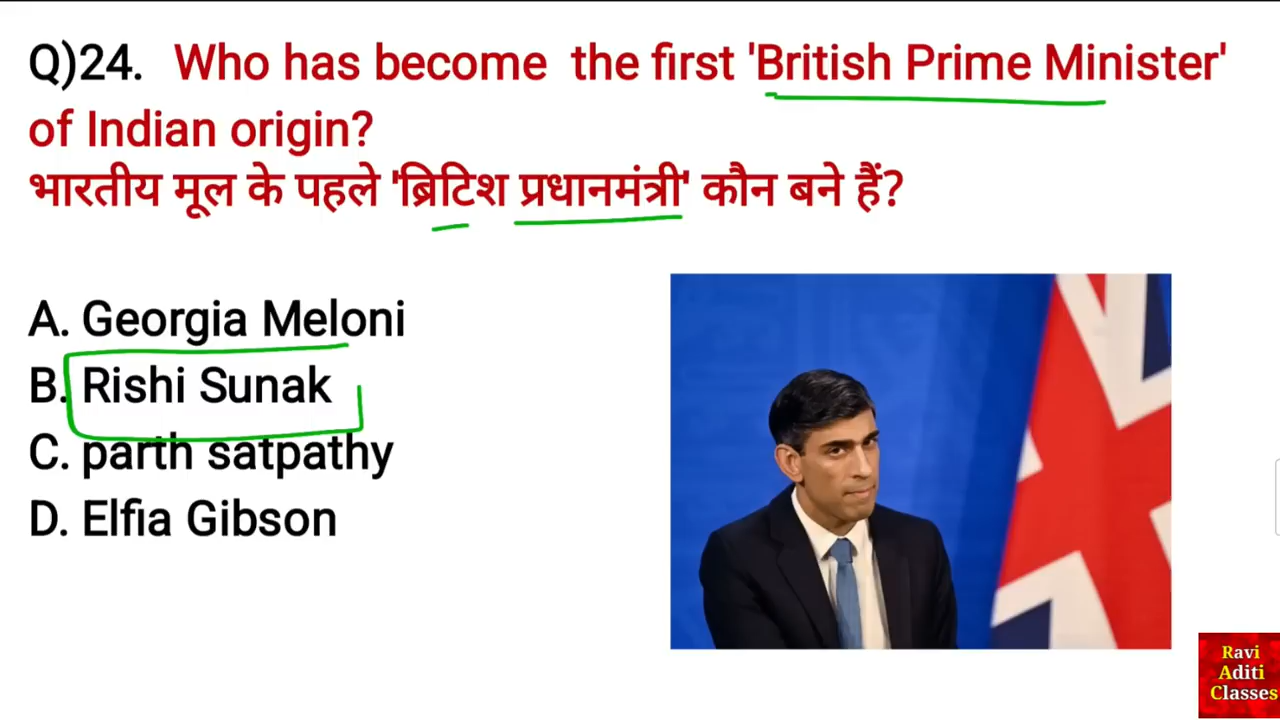 Q)24. Who has become the first 'British Prime Minister'
of Indian origin?
भारतीय मूल के पहले 'ब्रिटिश प्रधानमंत्री' कौन बने हैं?
A. Georgia Meloni
B. Rishi Sunak
C. parth satpathy
D. Elfia Gibson
Ravi
Aditi
Classes